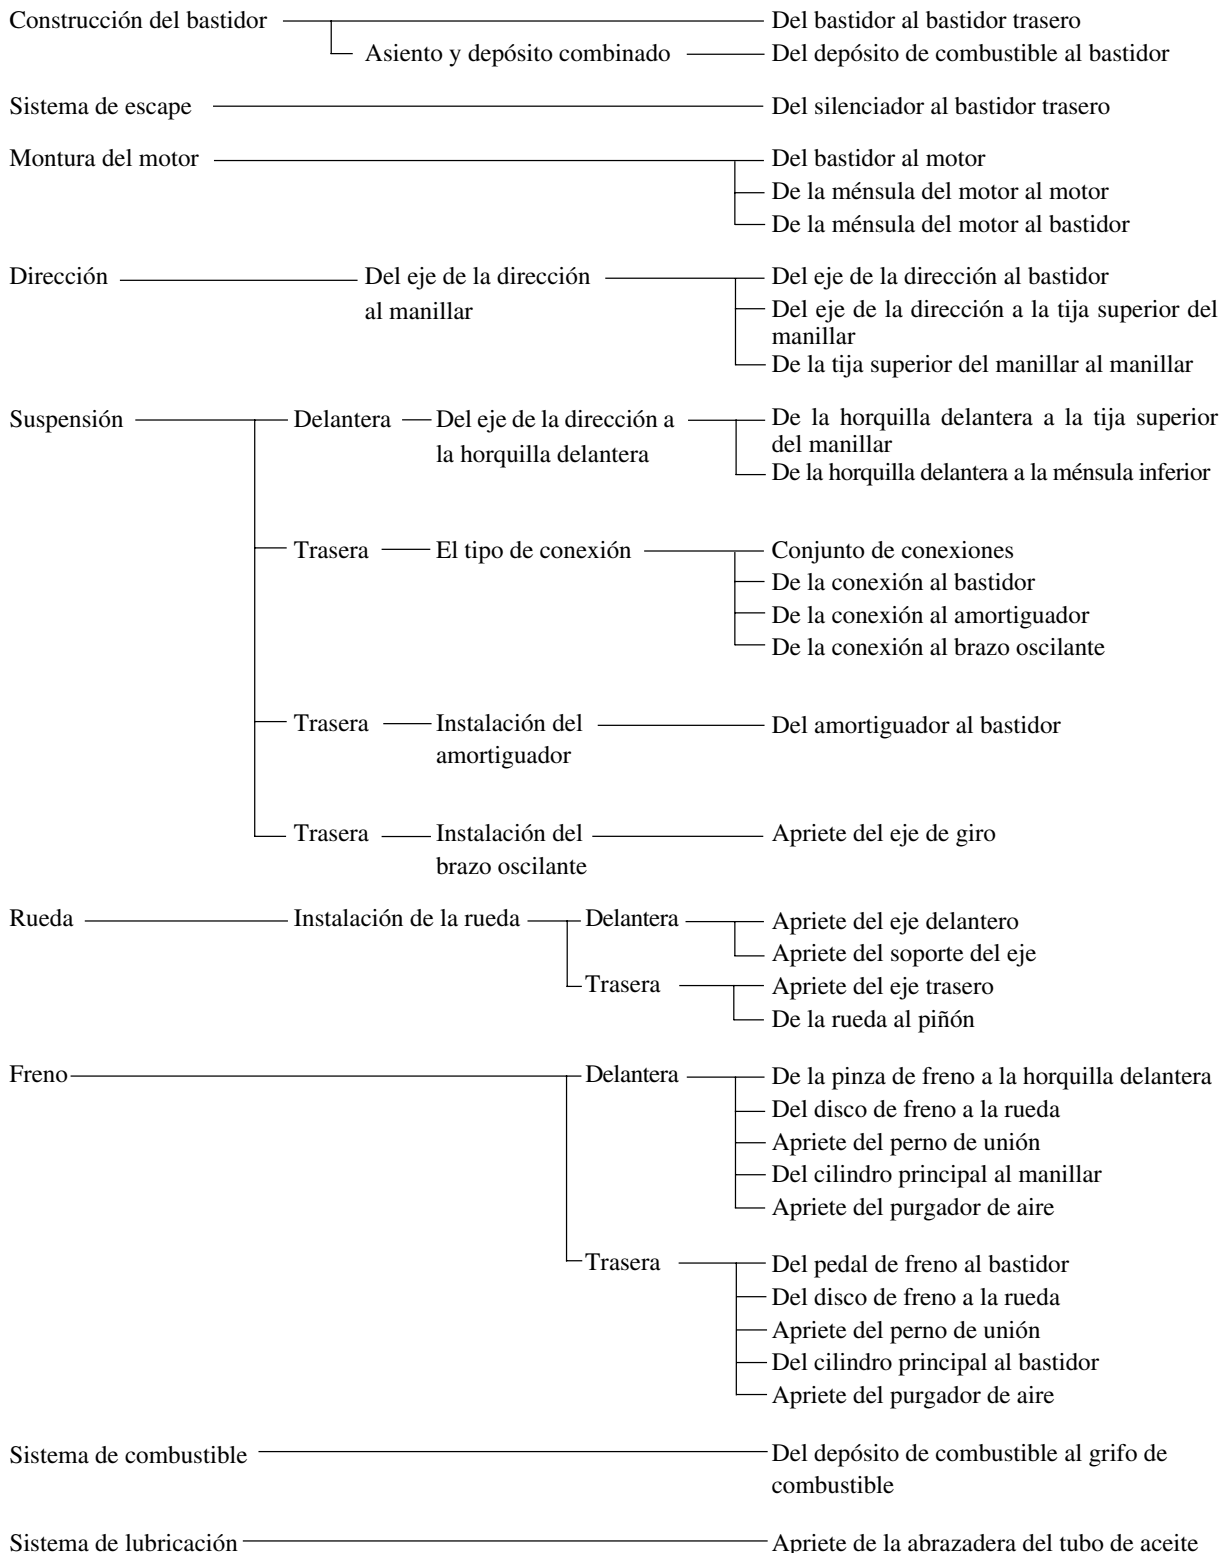 Construcción del bastidor Del bastidor al bastidor trasero
Asiento y depósito combinado Del depósito de combustible al bastidor
Sistema de escape Del silenciador al bastidor trasero
Montura del motor Del bastidor al motor
De la ménsula del motor al motor
De la ménsula del motor al bastidor
Dirección Del eje de la dirección Del eje de la dirección al bastidor
al manillar
Del eje de la dirección a la tija superior del
manillar
De la tija superior del manillar al manillar
Suspensión Delantera Del eje de la dirección a De la horquilla delantera a la tija superior
la horquilla delantera
del manillar
De la horquilla delantera a la ménsula inferior
Trasera El tipo de conexión Conjunto de conexiones
De la conexión al bastidor
De la conexión al amortiguador
De la conexión al brazo oscilante
Trasera Instalación del Del amortiguador al bastidor
amortiguador
Trasera Instalación del Apriete del eje de giro
brazo oscilante
Rueda Instalación de la rueda Delantera Apriete del eje delantero
Apriete del soporte del eje
Trasera Apriete del eje trasero
De la rueda al piñón
Freno Delantera De la pinza de freno a la horquilla delantera
Del disco de freno a la rueda
Apriete del perno de unión
Del cilindro principal al manillar
Apriete del purgador de aire
Trasera Del pedal de freno al bastidor
Del disco de freno a la rueda
Apriete del perno de unión
Del cilindro principal al bastidor
Apriete del purgador de aire
Sistema de combustible Del depósito de combustible al grifo de
combustible
Sistema de lubricación Apriete de la abrazadera del tubo de aceite